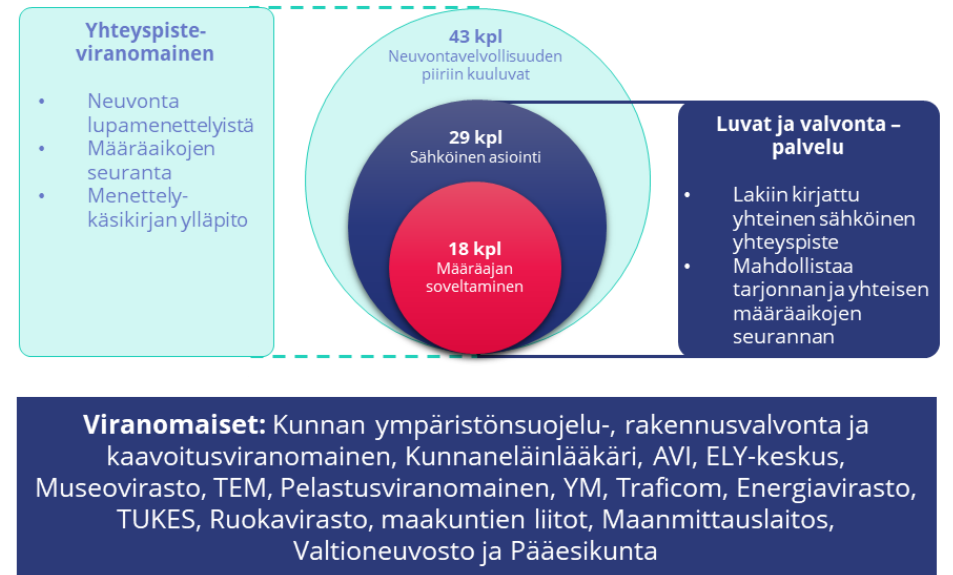 Yhteyspiste-
viranomainen
• Neuvonta
lupamenettelyistä
• Määräaikojen
seuranta
• Menettely-
käsikirjan ylläpito
43 kpl
Neuvontavelvollisuuden
piiriin kuuluvat
29 kpl
Sähköinen asiointi
18 kpl
Määräajan
soveltaminen
Luvat ja valvonta –
palvelu
• Lakiin kirjattu
yhteinen sähköinen
yhteyspiste
• Mahdollistaa
tarjonnan ja yhteisen
määräaikojen
seurannan
Viranomaiset: Kunnan ympäristönsuojelu-, rakennusvalvonta ja
kaavoitusviranomainen, Kunnaneläinlääkäri, AVI, ELY-keskus,
Museovirasto, TEM, Pelastusviranomainen, YM, Traficom, Energiavirasto,
TUKES, Ruokavirasto, maakuntien liitot, Maanmittauslaitos,
Valtioneuvosto ja Pääesikunta